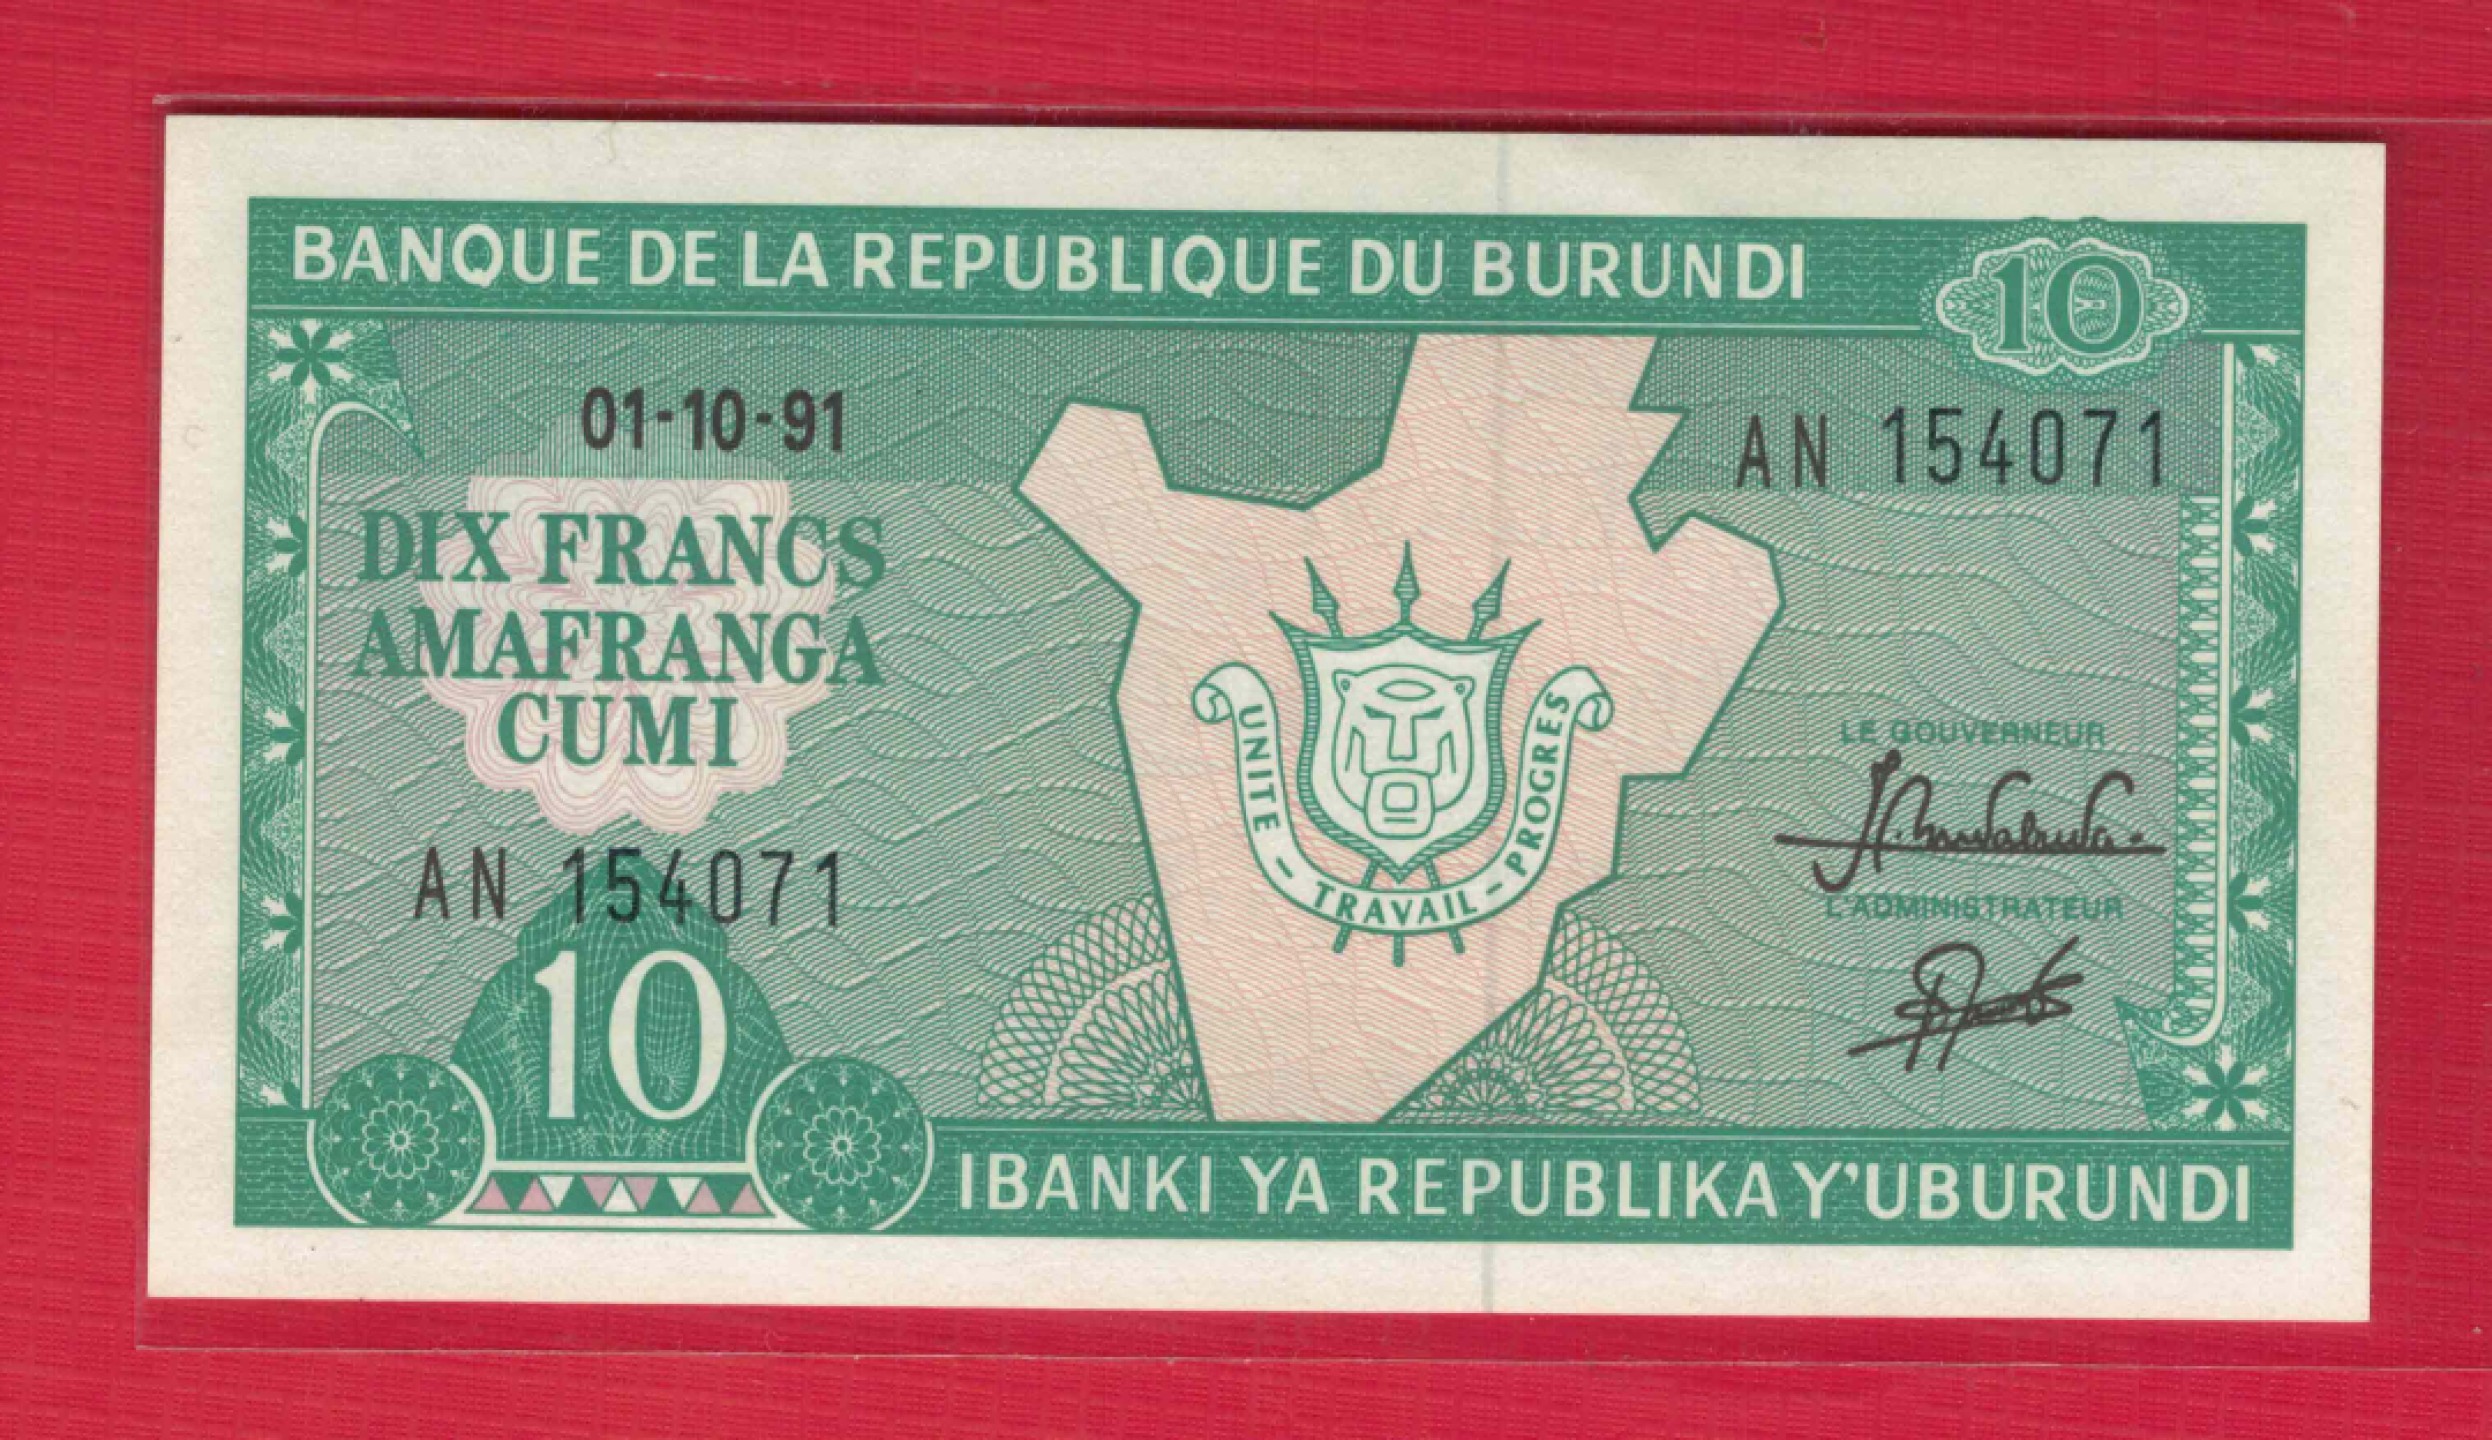 BANQUE DE LA REPUBLIQUE DU BURUNDI
10
01-10-91
AN 154071
DIX FRANCS
AMAFRANGA
CUMI
UNITE - TRAVAIL - PROGRES
LE GOUVERNEUR
L'ADMINISTRATEUR
AN 154071
10
IBANKI YA REPUBLIKA Y'UBURUNDI